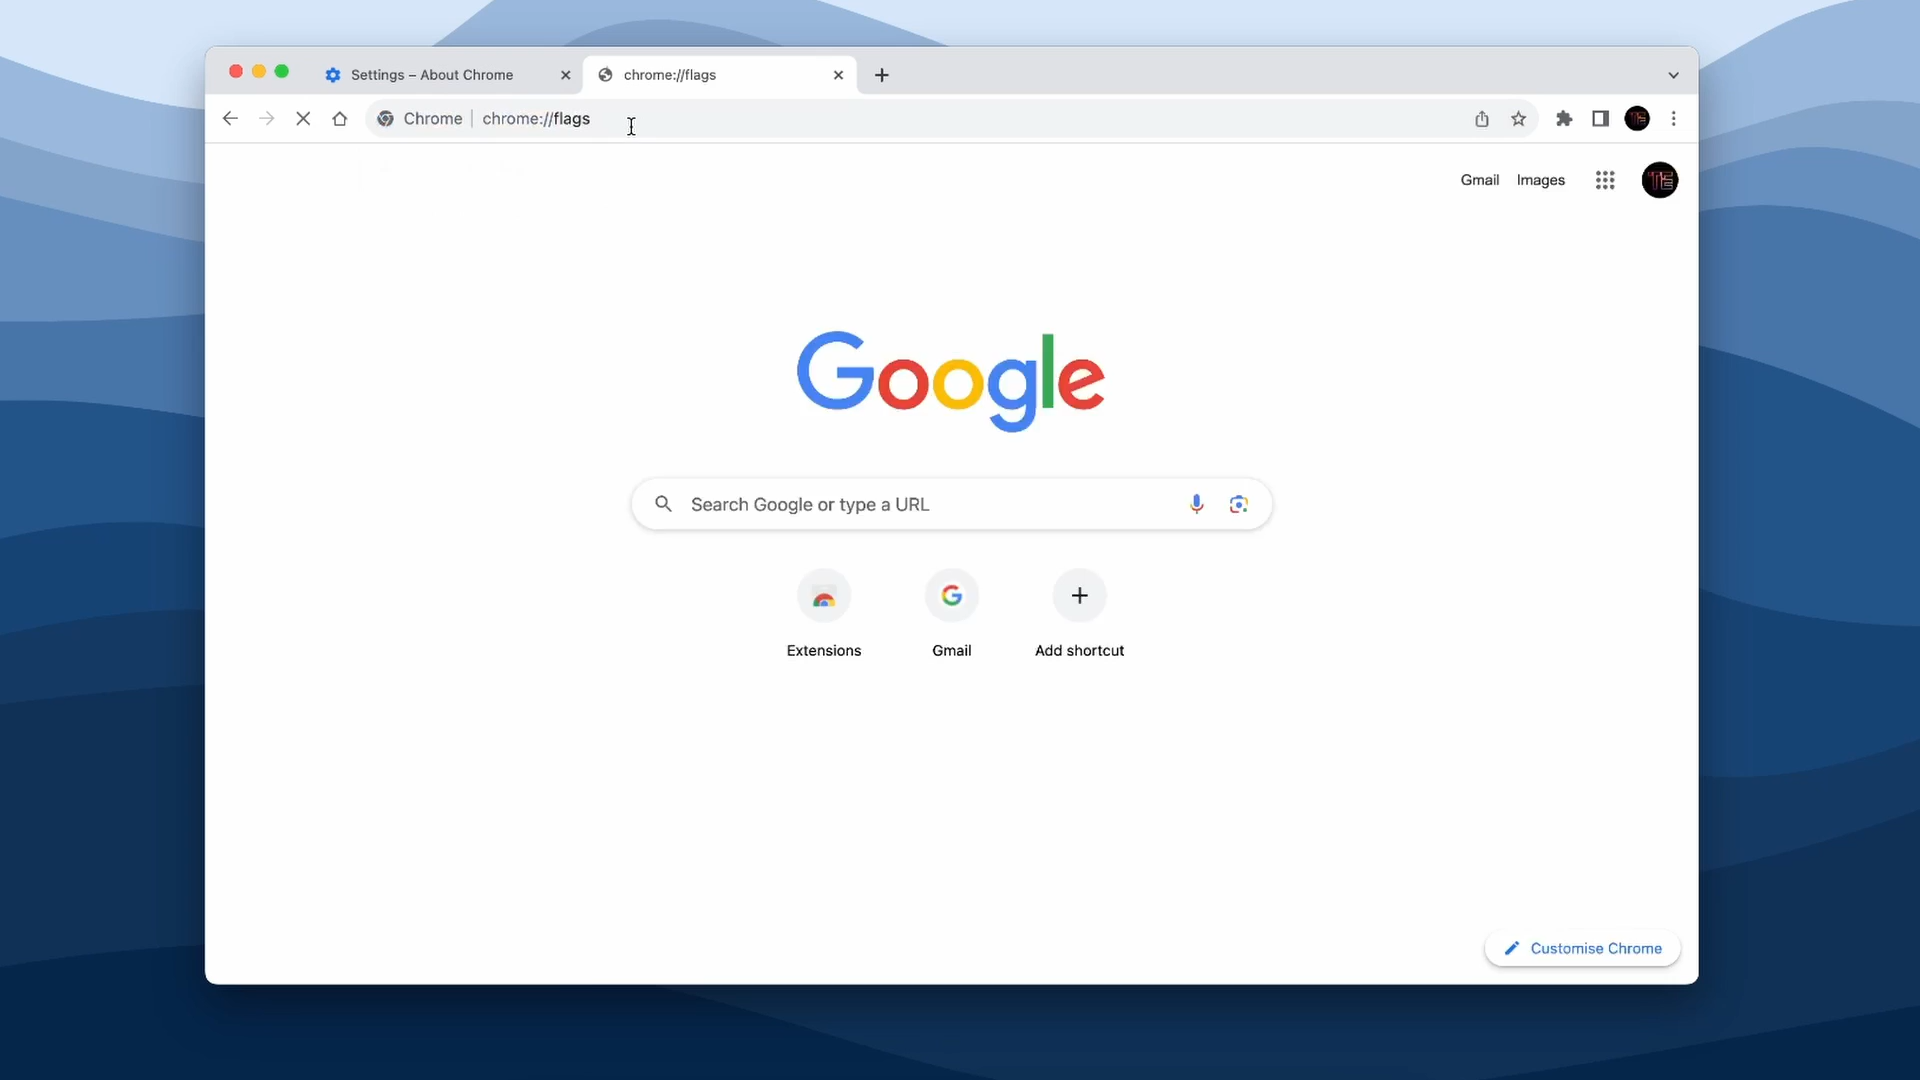 Settings – About Chrome
chrome://flags
Chrome | chrome://flags
Gmail Images
TE
Google
Search Google or type a URL
Extensions Gmail Add shortcut
Customise Chrome